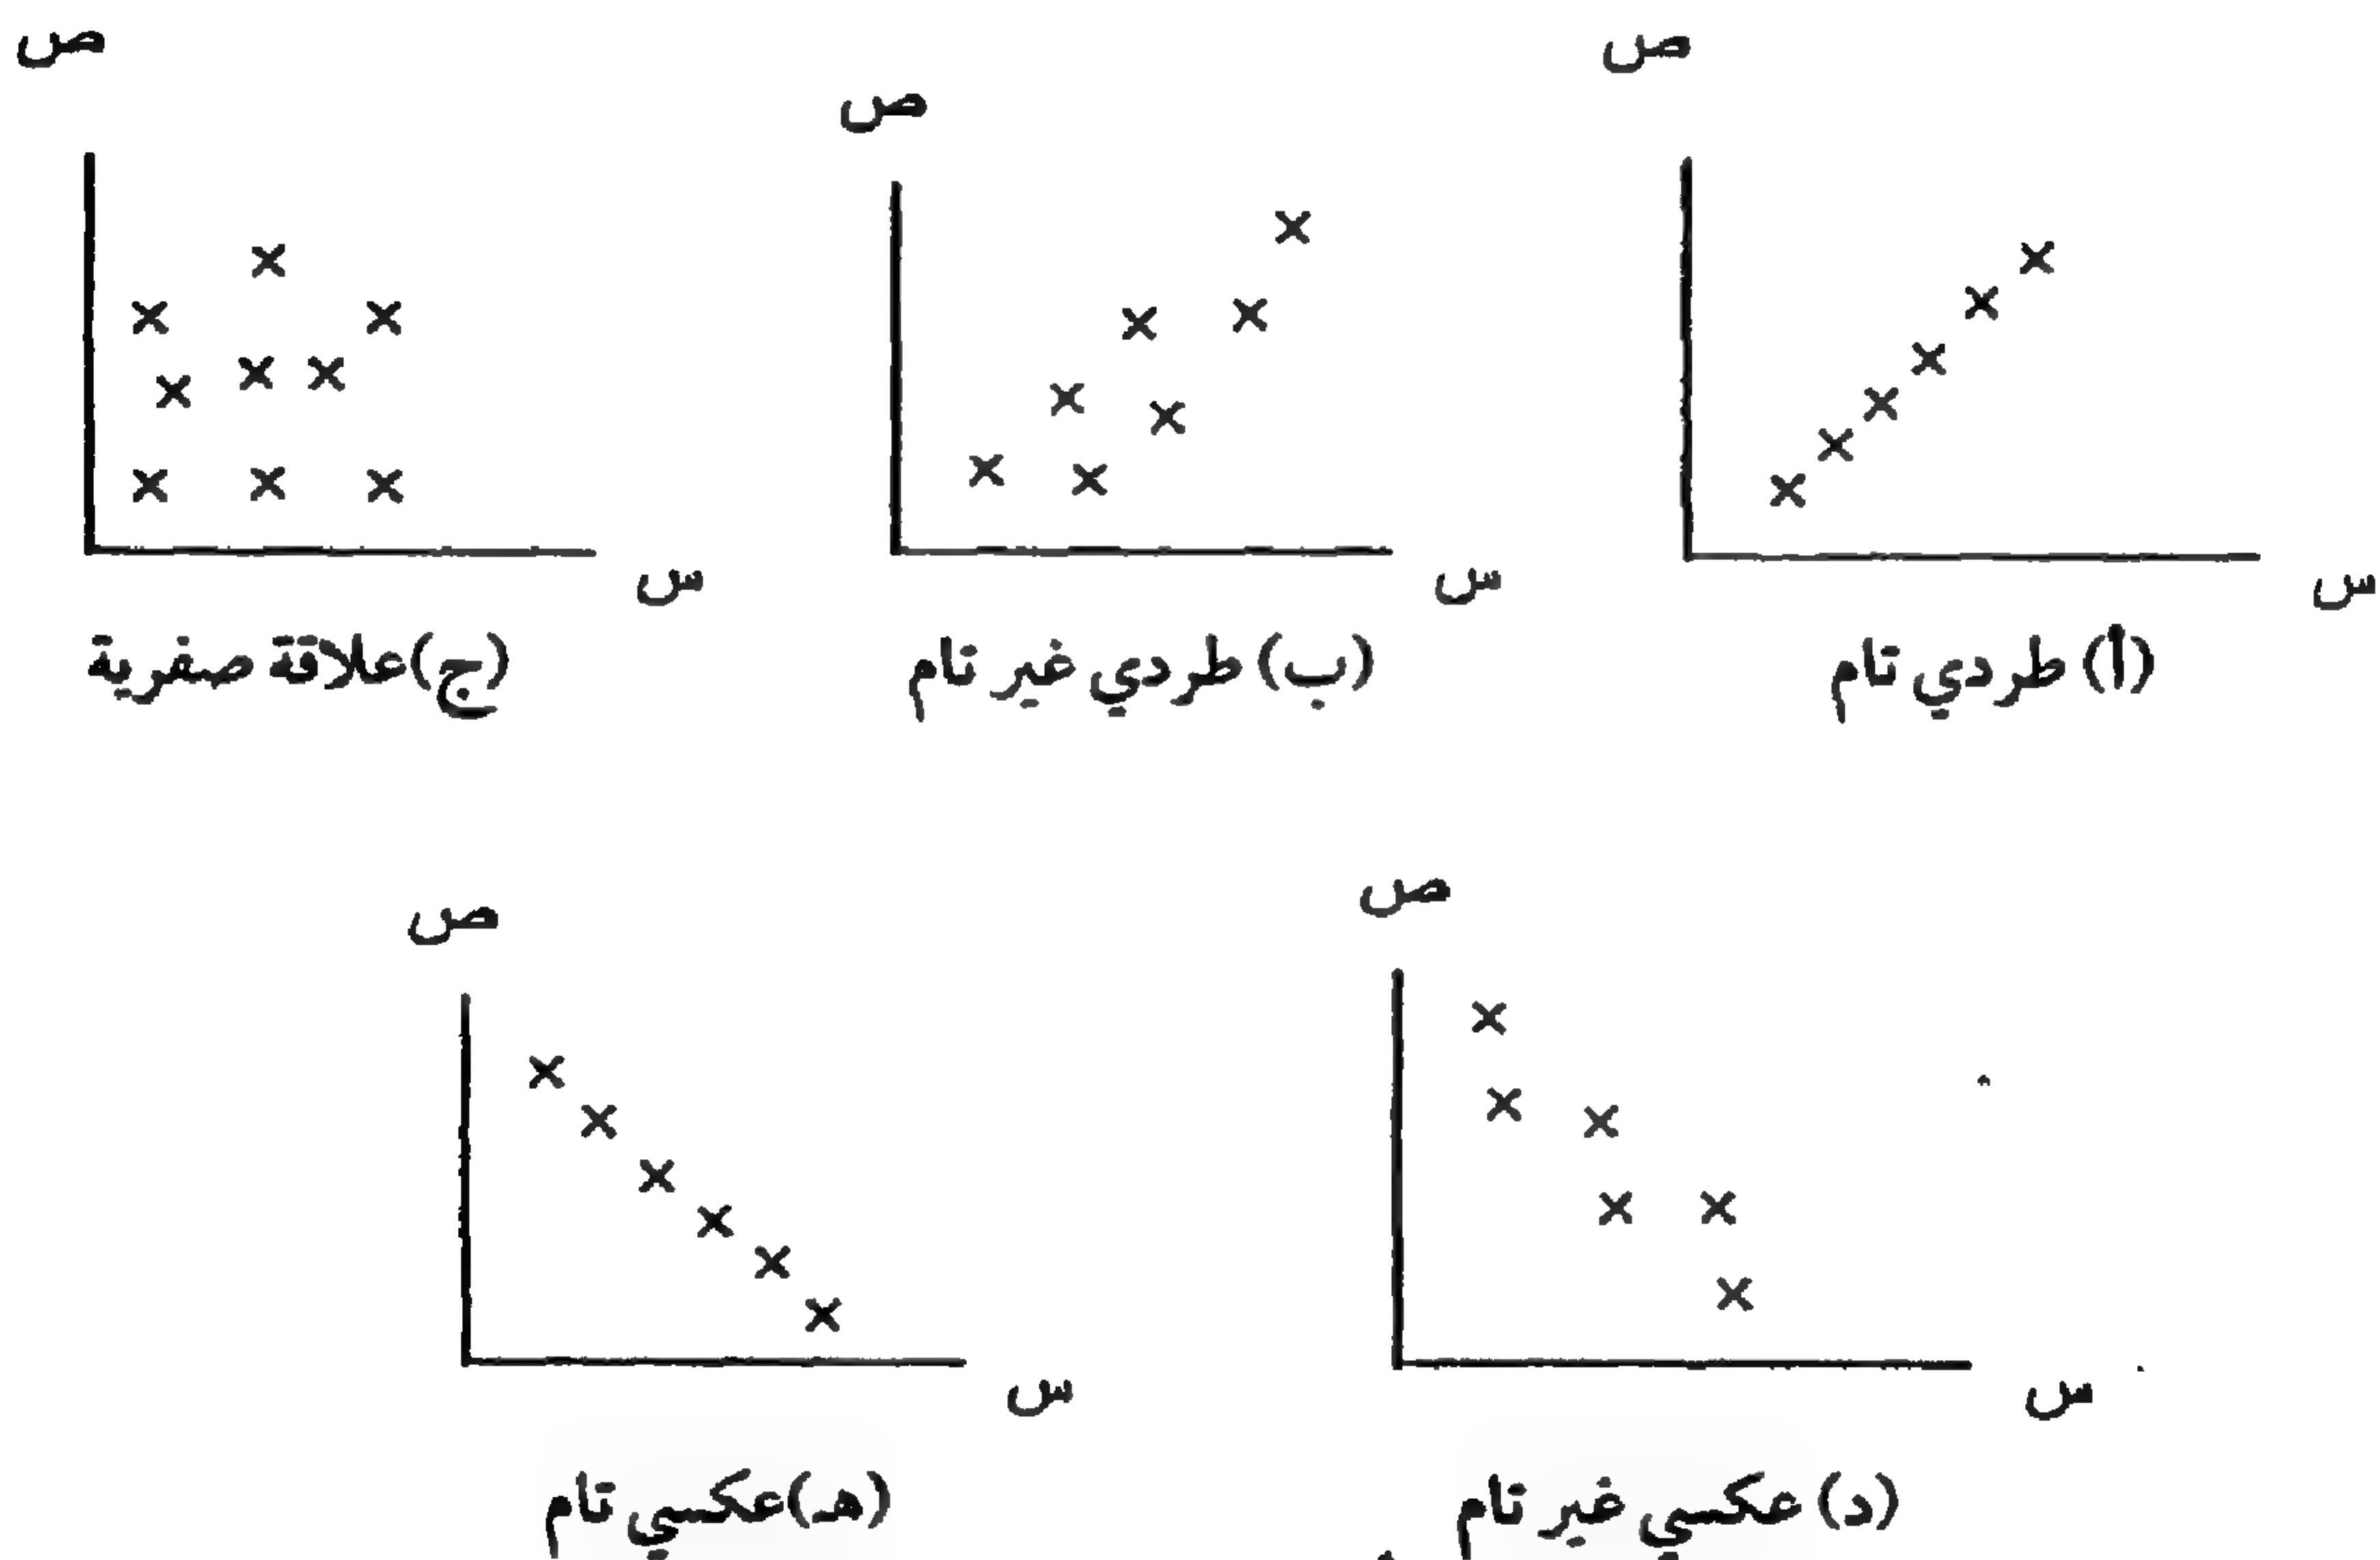 ص
ص
ص
س
س
س
(أ) طردي تام
(ب) طردي غير تام
(ج) علاقة صفرية
ص
ص
س
س
(د) عكسي غير تام
(هـ) عكسي تام